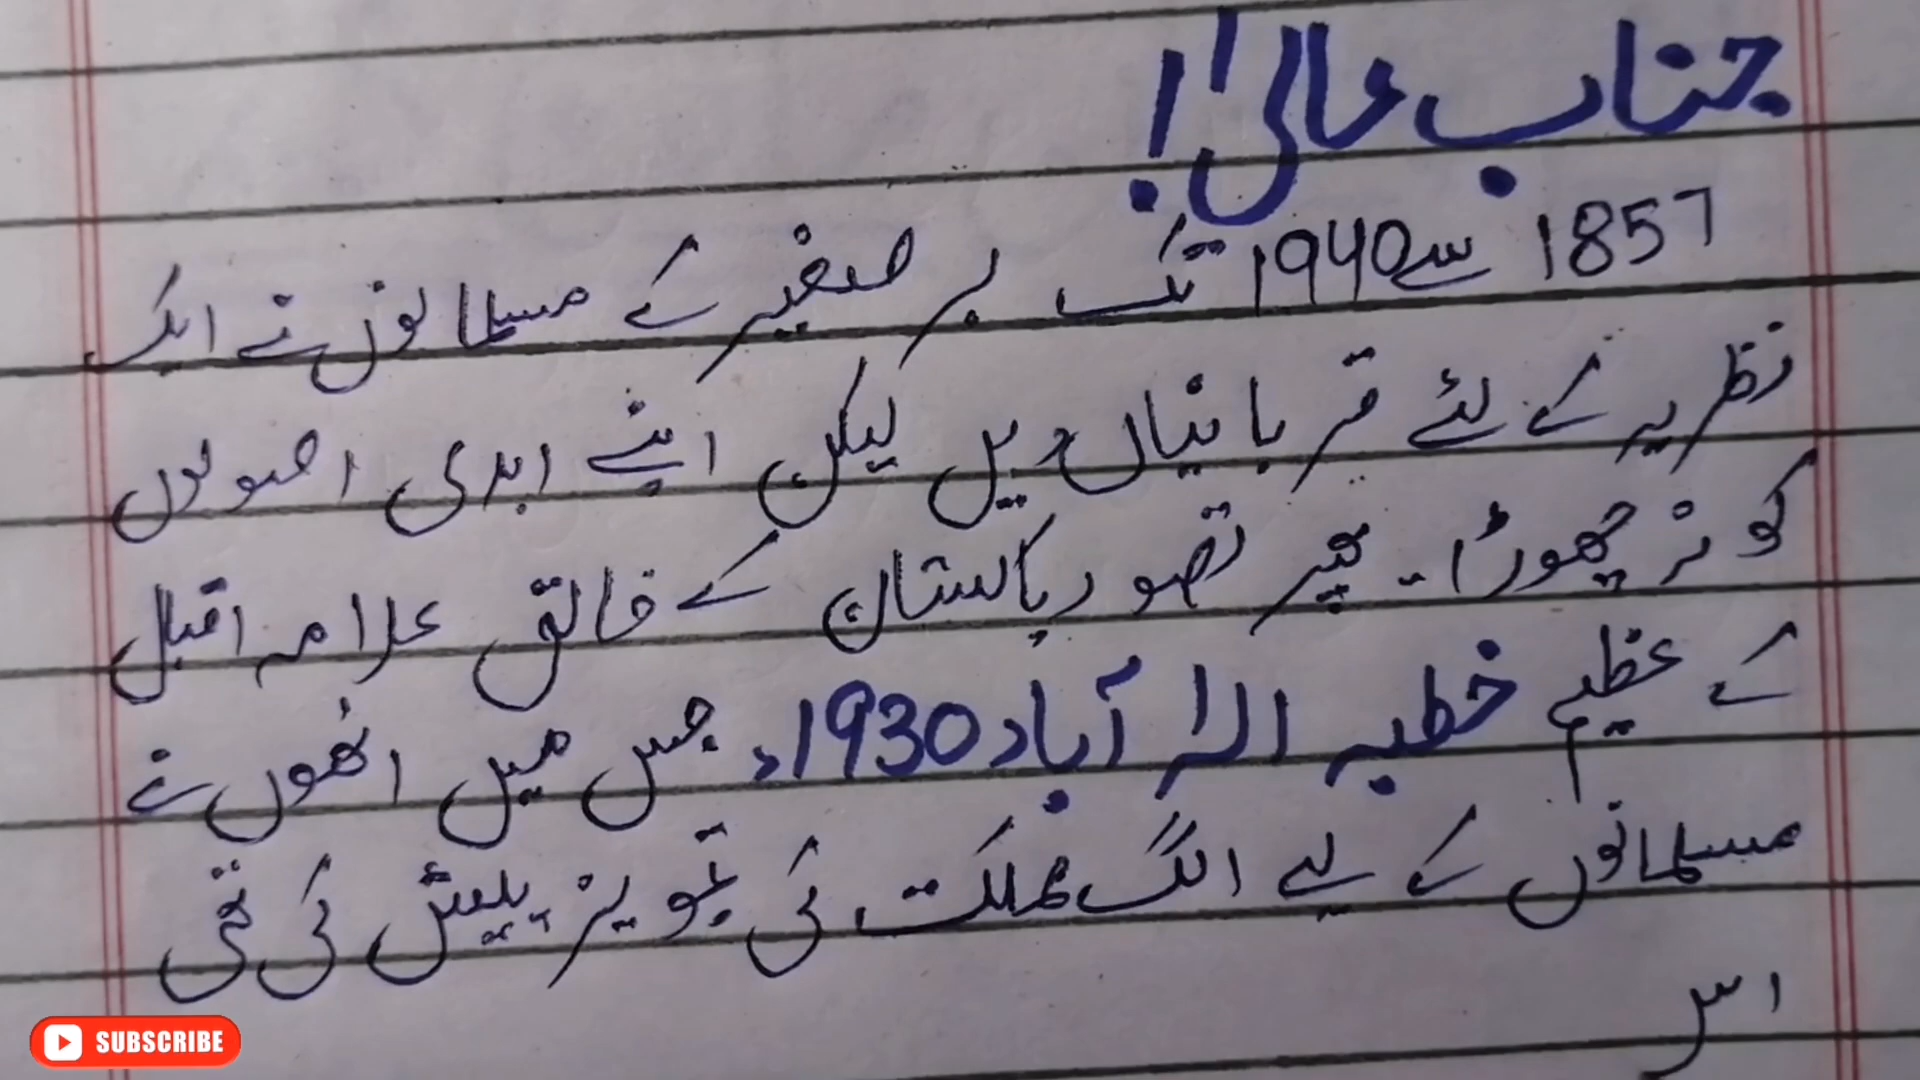 جناب عالیٰ!
1857 سے 1940 تک برصغیر کے مسلمانوں نے ایک
نظریہ کے لئے قربانیاں دیں لیکن اپنے ابدی اصولوں
کو نہ چھوڑا۔ پھر تصور پاکستان کے خالق علامہ اقبال
کے عظیم خطبہ الہٰ آباد 1930ء جس میں انھوں نے
مسلمانوں کے لیے الگ مملکت کی تجویز پیش کی تھی
اس
SUBSCRIBE